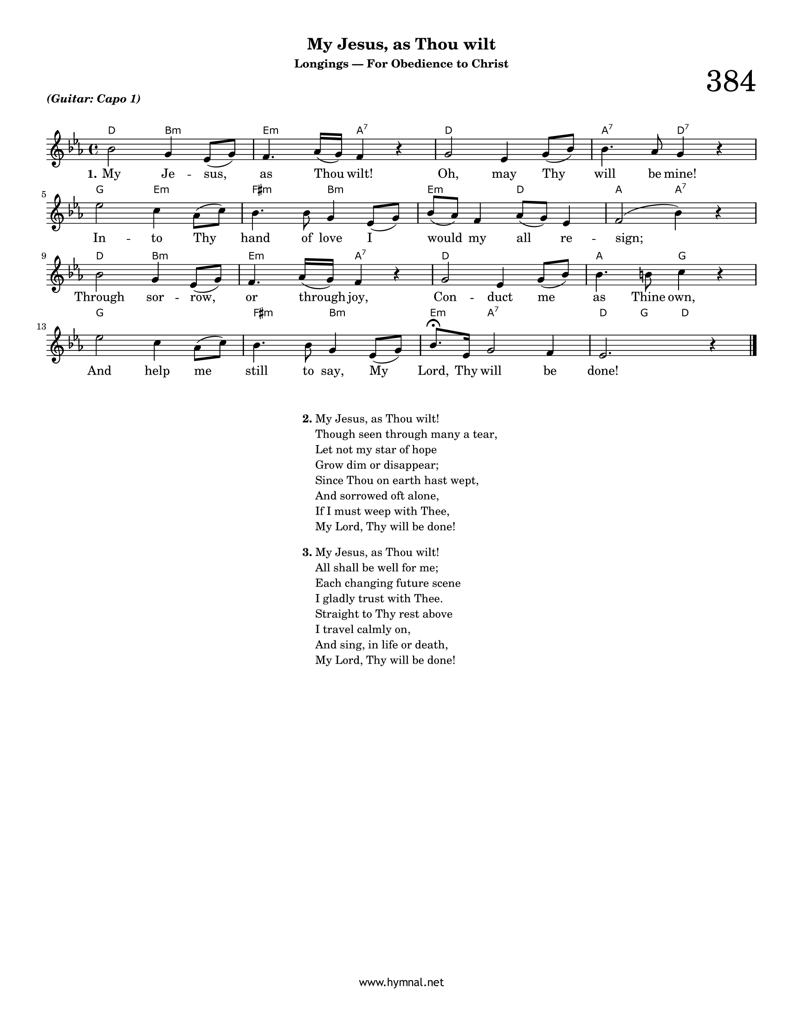 My Jesus, as Thou wilt
Longings — For Obedience to Christ
384
(Guitar: Capo 1)
D Bm Em A7 D A7 D7
1. My Je - sus, as Thou wilt! Oh, may Thy will be mine!
5 G Em F♯m Bm Em D A A7
In - to Thy hand of love I would my all re - sign;
9 D Bm Em A7 D A G
Through sor - row, or through joy, Con - duct me as Thine own,
13 G F♯m Bm Em A7 D G D
And help me still to say, My Lord, Thy will be done!
2. My Jesus, as Thou wilt!
Though seen through many a tear,
Let not my star of hope
Grow dim or disappear;
Since Thou on earth hast wept,
And sorrowed oft alone,
If I must weep with Thee,
My Lord, Thy will be done!
3. My Jesus, as Thou wilt!
All shall be well for me;
Each changing future scene
I gladly trust with Thee.
Straight to Thy rest above
I travel calmly on,
And sing, in life or death,
My Lord, Thy will be done!
www.hymnal.net